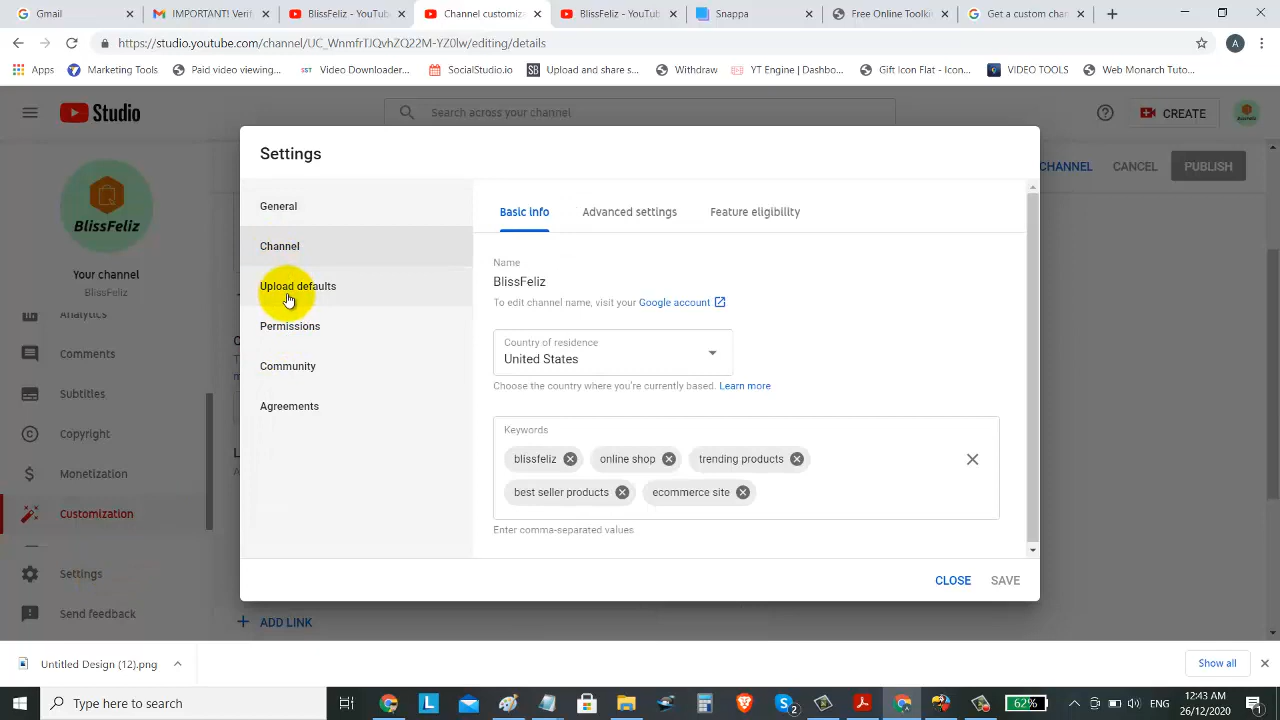 Gmail
IMPORTANT! Verif
BlissFeliz - YouTube
Channel customiz
BlissFeliz - YouTube
Snappa
Free Online Toolki
Get a custom chan
https://studio.youtube.com/channel/UC_WnmfrTJQvhZQ22M-YZ0lw/editing/details
A
Apps
Marketing Tools
Paid video viewing...
SST
Video Downloader...
SocialStudio.io
SB
Upload and share s...
Withdraw
YT Engine | Dashbo...
Gift Icon Flat - Icon...
VIDEO TOOLS
Web Monarch Tuto...
Studio
Search across your channel
CREATE
CHANNEL
CANCEL
PUBLISH
BlissFeliz
Your channel
BlissFeliz
Analytics
Comments
Subtitles
Copyright
Monetization
Customization
Settings
Send feedback
Settings
General
Channel
Upload defaults
Permissions
Community
Agreements
Basic info
Advanced settings
Feature eligibility
Name
BlissFeliz
To edit channel name, visit your Google account
Country of residence
United States
Choose the country where you're currently based. Learn more
Keywords
blissfeliz
online shop
trending products
best seller products
ecommerce site
Enter comma-separated values
CLOSE
SAVE
ADD LINK
Untitled Design (12).png
Show all
Type here to search
62%
ENG
12:43 AM
26/12/2020